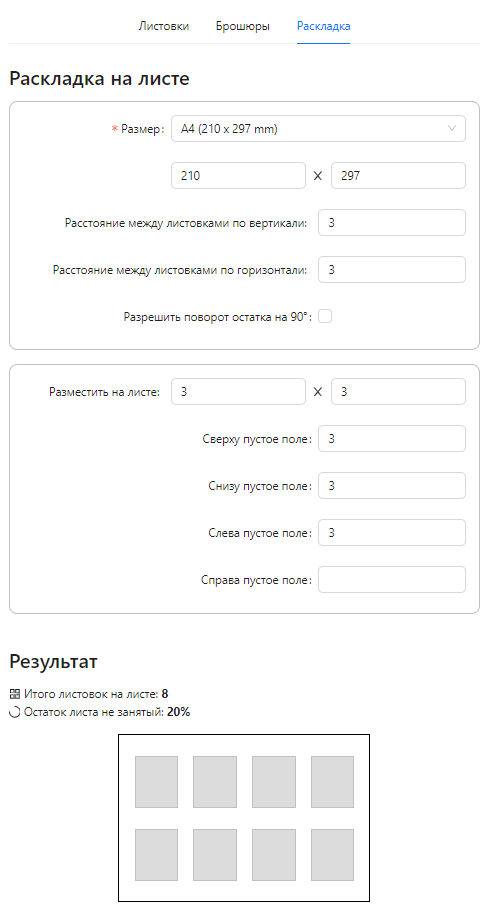 Листовки Брошюры Раскладка
Раскладка на листе
* Размер: A4 (210 x 297 mm)
210 X 297
Расстояние между листовками по вертикали: 3
Расстояние между листовками по горизонтали: 3
Разрешить поворот остатка на 90°:
Разместить на листе: 3 X 3
Сверху пустое поле: 3
Снизу пустое поле: 3
Слева пустое поле: 3
Справа пустое поле:
Результат
Итого листовок на листе: 8
Остаток листа не занятый: 20%